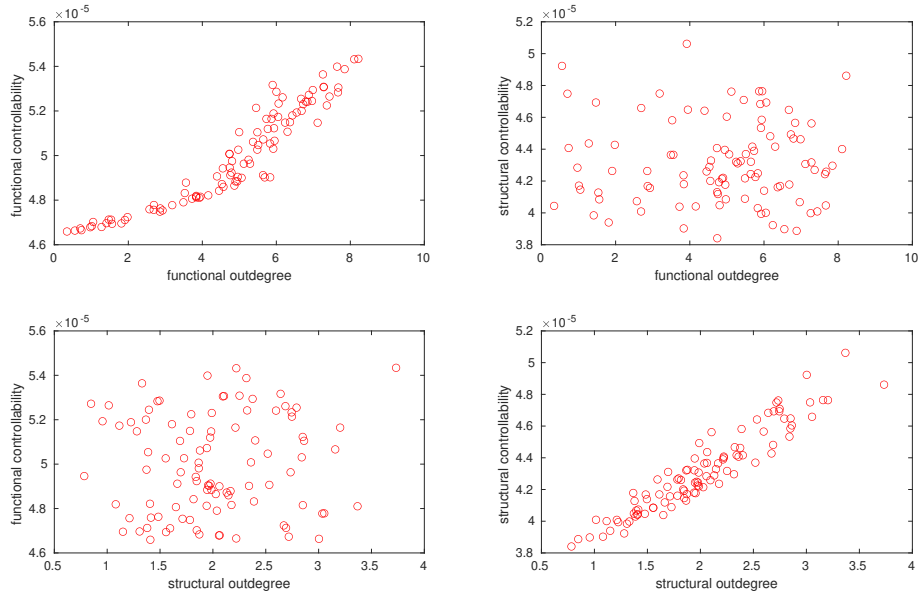 ×10⁻⁵
5.6
5.4
5.2
5
4.8
4.6
functional controllability
0 2 4 6 8 10
functional outdegree
×10⁻⁵
5.2
5
4.8
4.6
4.4
4.2
4
3.8
structural controllability
0 2 4 6 8 10
functional outdegree
×10⁻⁵
5.6
5.4
5.2
5
4.8
4.6
functional controllability
0.5 1 1.5 2 2.5 3 3.5 4
structural outdegree
×10⁻⁵
5.2
5
4.8
4.6
4.4
4.2
4
3.8
structural controllability
0.5 1 1.5 2 2.5 3 3.5 4
structural outdegree